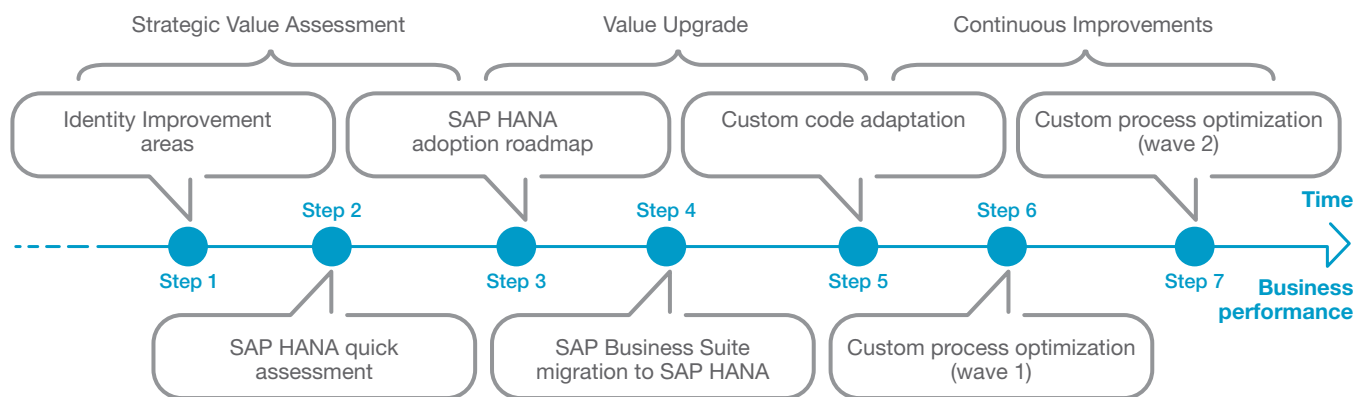 Strategic Value Assessment
Value Upgrade
Continuous Improvements
Identity Improvement
areas
SAP HANA
adoption roadmap
Custom code adaptation
Custom process optimization
(wave 2)
Step 2
Step 4
Step 6
Time
Step 1
Step 3
Step 5
Step 7
Business
performance
SAP HANA quick
assessment
SAP Business Suite
migration to SAP HANA
Custom process optimization
(wave 1)